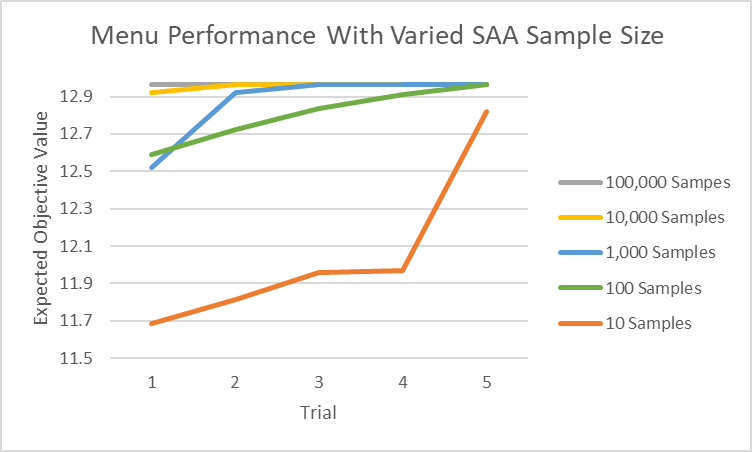 Menu Performance With Varied SAA Sample Size
Expected Objective Value
12.9
12.7
12.5
12.3
12.1
11.9
11.7
11.5
1 2 3 4 5
Trial
100,000 Sampes
10,000 Samples
1,000 Samples
100 Samples
10 Samples